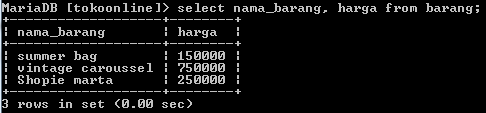 MariaDB [tokoonline]> select nama_barang, harga from barang;
+-------------------+--------+
| nama_barang       | harga  |
+-------------------+--------+
| summer bag        | 150000 |
| vintage caroussel | 750000 |
| Shopie marta      | 250000 |
+-------------------+--------+
3 rows in set (0.00 sec)